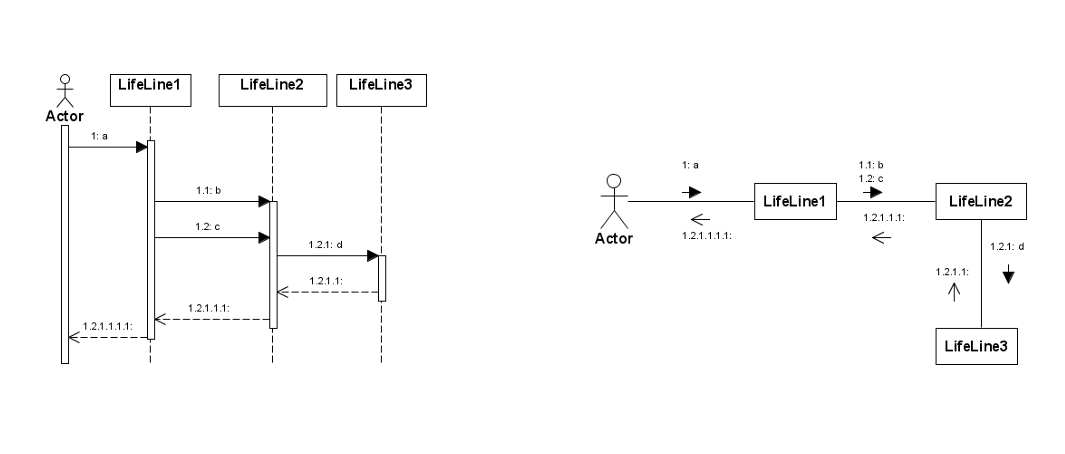 LifeLine1
LifeLine2
LifeLine3
Actor
1: a
1.1: b
1.2: c
1.2.1: d
1.2.1.1:
1.2.1.1.1:
1.2.1.1.1.1:
1: a
1.1: b
1.2: c
LifeLine1
LifeLine2
1.2.1.1.1:
Actor
1.2.1.1.1.1:
1.2.1: d
1.2.1.1:
LifeLine3